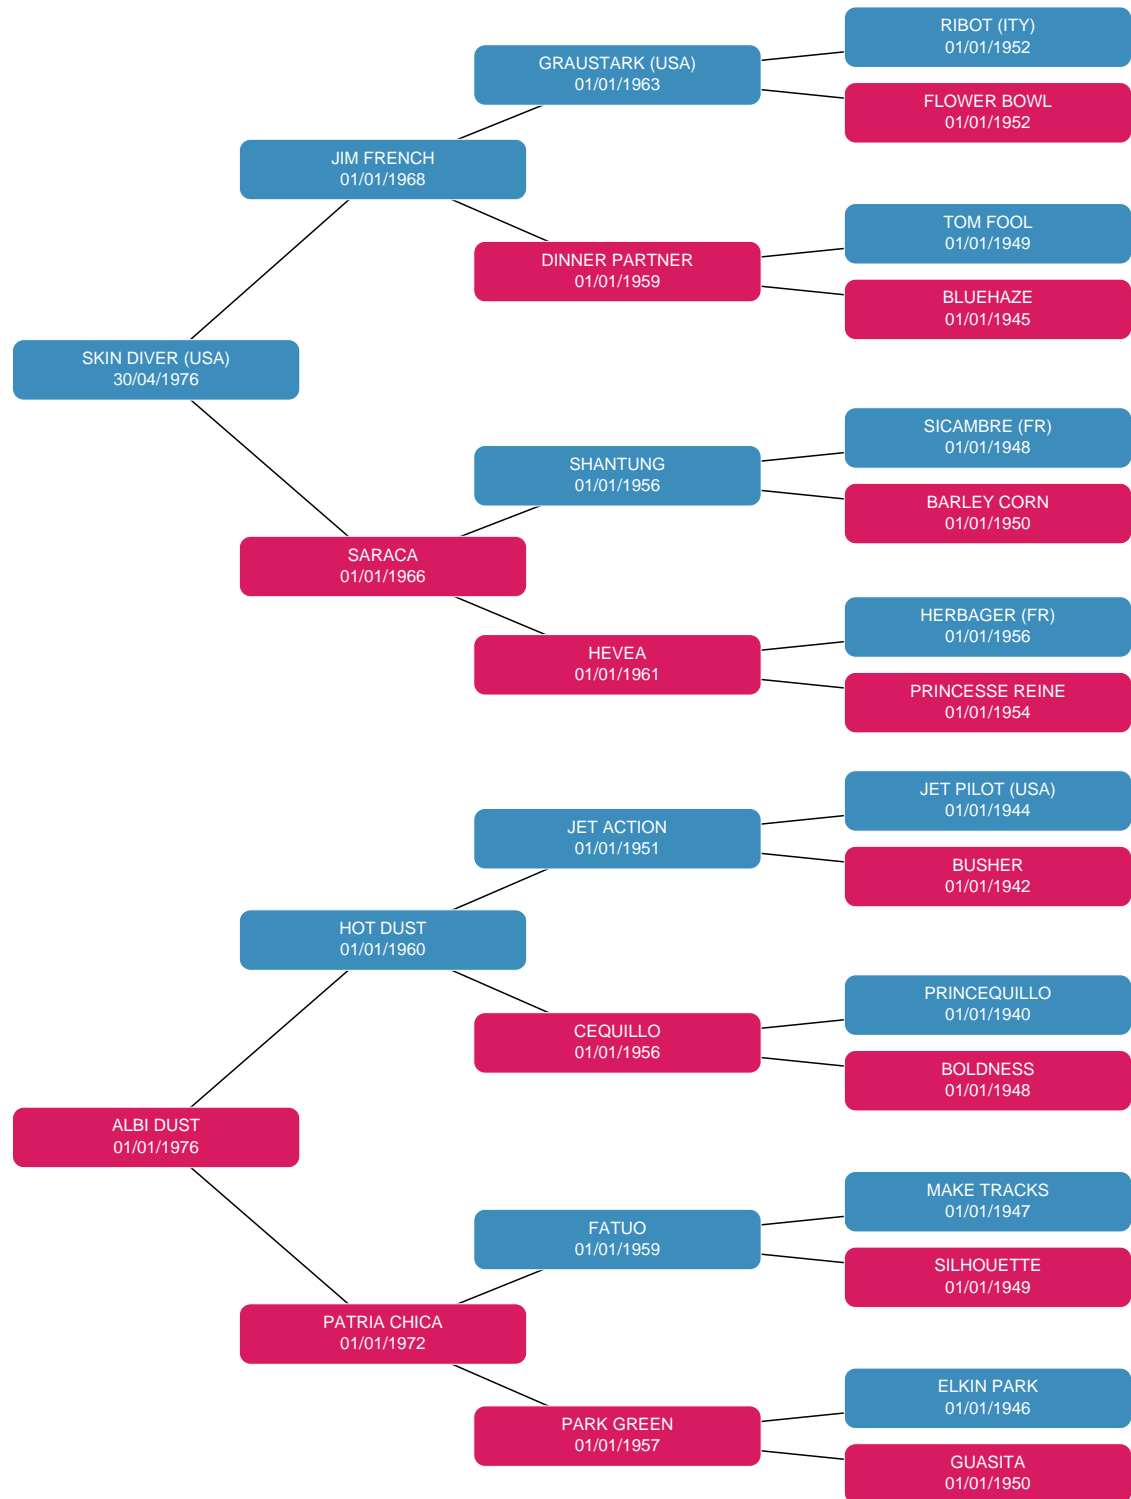 RIBOT (ITY)
01/01/1952
GRAUSTARK (USA)
01/01/1963
FLOWER BOWL
01/01/1952
JIM FRENCH
01/01/1968
TOM FOOL
01/01/1949
DINNER PARTNER
01/01/1959
BLUEHAZE
01/01/1945
SKIN DIVER (USA)
30/04/1976
SICAMBRE (FR)
01/01/1948
SHANTUNG
01/01/1956
BARLEY CORN
01/01/1950
SARACA
01/01/1966
HERBAGER (FR)
01/01/1956
HEVEA
01/01/1961
PRINCESSE REINE
01/01/1954
JET PILOT (USA)
01/01/1944
JET ACTION
01/01/1951
BUSHER
01/01/1942
HOT DUST
01/01/1960
PRINCEQUILLO
01/01/1940
CEQUILLO
01/01/1956
BOLDNESS
01/01/1948
ALBI DUST
01/01/1976
MAKE TRACKS
01/01/1947
FATUO
01/01/1959
SILHOUETTE
01/01/1949
PATRIA CHICA
01/01/1972
ELKIN PARK
01/01/1946
PARK GREEN
01/01/1957
GUASITA
01/01/1950